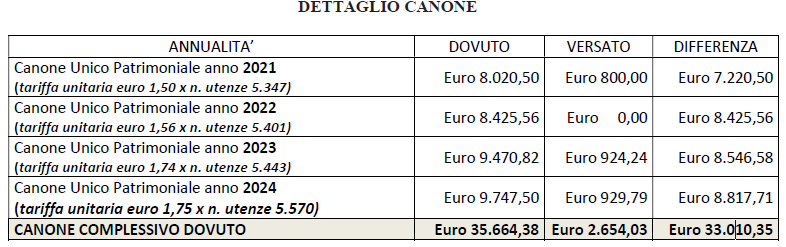 DETTAGLIO CANONE
ANNUALITA’ DOVUTO VERSATO DIFFERENZA
Canone Unico Patrimoniale anno 2021
(tariffa unitaria euro 1,50 x n. utenze 5.347) Euro 8.020,50 Euro 800,00 Euro 7.220,50
Canone Unico Patrimoniale anno 2022
(tariffa unitaria euro 1,56 x n. utenze 5.401) Euro 8.425,56 Euro 0,00 Euro 8.425,56
Canone Unico Patrimoniale anno 2023
(tariffa unitaria euro 1,74 x n. utenze 5.443) Euro 9.470,82 Euro 924,24 Euro 8.546,58
Canone Unico Patrimoniale anno 2024
(tariffa unitaria euro 1,75 x n. utenze 5.570) Euro 9.747,50 Euro 929,79 Euro 8.817,71
CANONE COMPLESSIVO DOVUTO Euro 35.664,38 Euro 2.654,03 Euro 33.010,35